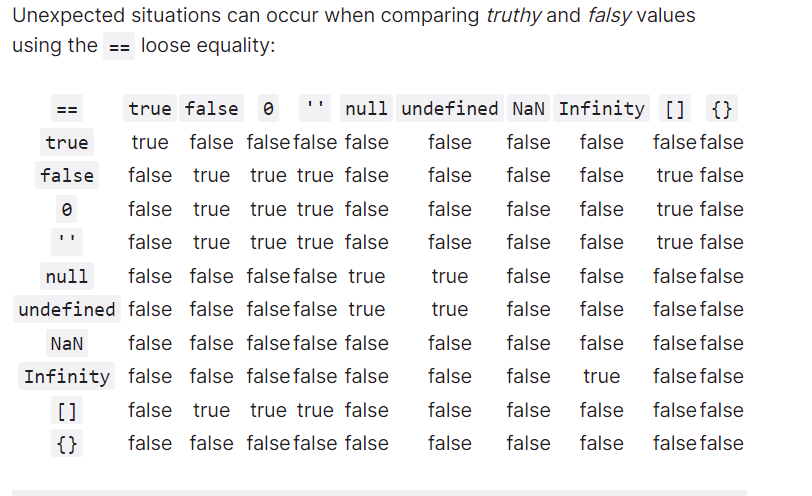 Unexpected situations can occur when comparing truthy and falsy values
using the == loose equality:
== true false 0 '' null undefined NaN Infinity [] {}
true true false false false false false false false false false
false false true true true false false false false true false
0 false true true true false false false false true false
'' false true true true false false false false true false
null false false false false true true false false false false
undefined false false false false true true false false false false
NaN false false false false false false false false false false
Infinity false false false false false false false true false false
[] false true true true false false false false false false
{} false false false false false false false false false false